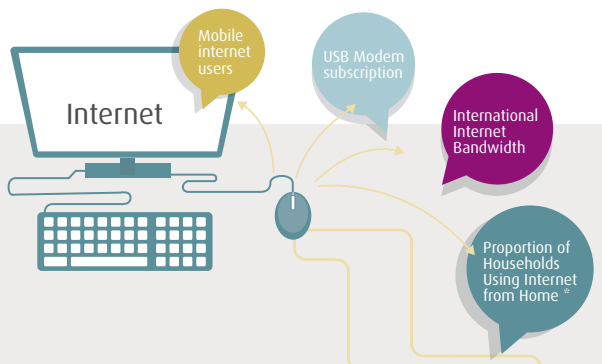 Internet
Mobile
internet
users
USB Modem
subscription
International
Internet
Bandwidth
Proportion of
Households
Using Internet
from Home *